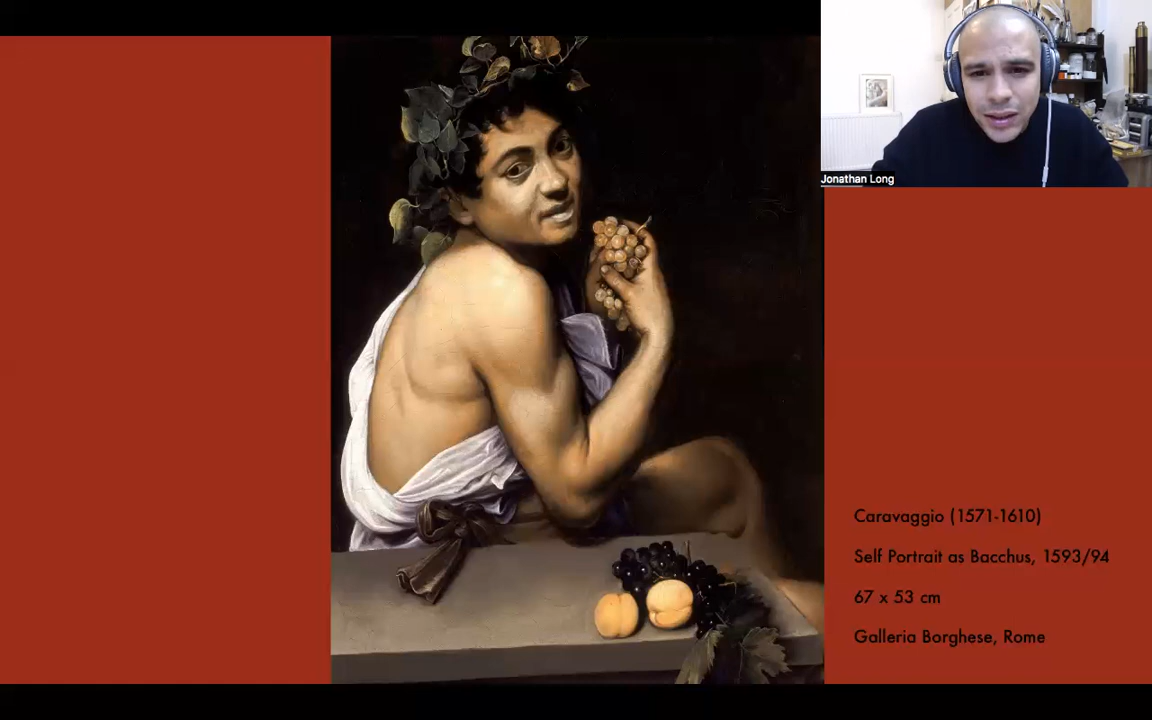 Jonathan Long
Caravaggio (1571-1610)
Self Portrait as Bacchus, 1593/94
67 x 53 cm
Galleria Borghese, Rome